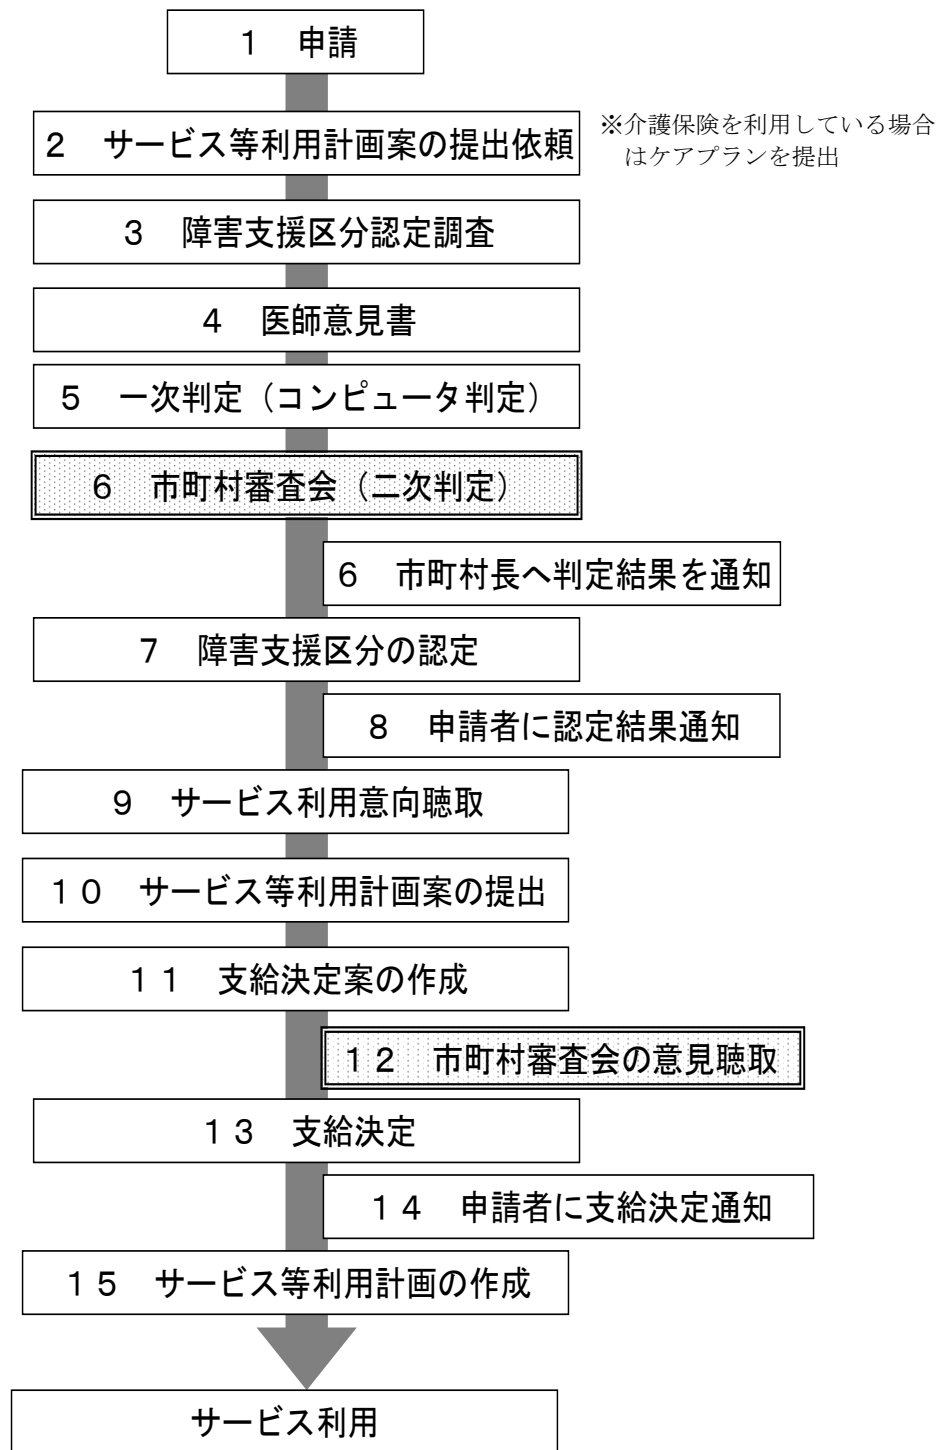 １　申請
２　サービス等利用計画案の提出依頼
※介護保険を利用している場合
はケアプランを提出
３　障害支援区分認定調査
４　医師意見書
５　一次判定（コンピュータ判定）
６　市町村審査会（二次判定）
６　市町村長へ判定結果を通知
７　障害支援区分の認定
８　申請者に認定結果通知
９　サービス利用意向聴取
１０　サービス等利用計画案の提出
１１　支給決定案の作成
１２　市町村審査会の意見聴取
１３　支給決定
１４　申請者に支給決定通知
１５　サービス等利用計画の作成
サービス利用